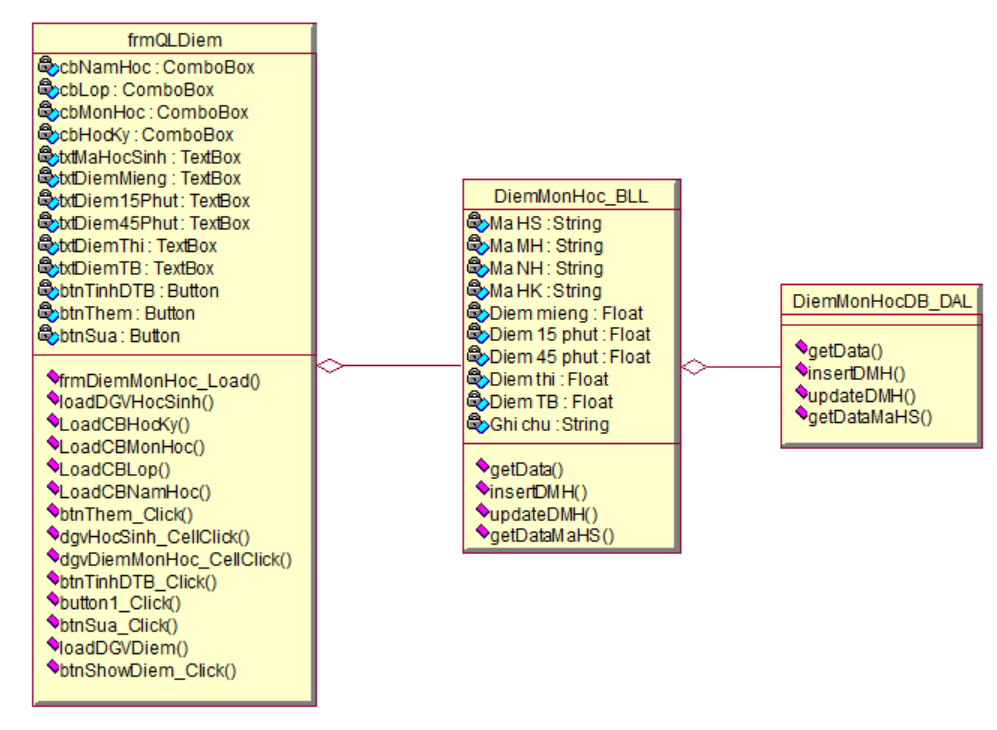 frmQLDiem
cbNamHoc : ComboBox
cbLop : ComboBox
cbMonHoc : ComboBox
cbHocKy : ComboBox
txtMaHocSinh : TextBox
txtDiemMieng : TextBox
txtDiem15Phut : TextBox
txtDiem45Phut : TextBox
txtDiemThi : TextBox
txtDiemTB : TextBox
btnTinhDTB : Button
btnThem : Button
btnSua : Button
frmDiemMonHoc_Load()
loadDGVHocSinh()
LoadCBHocKy()
LoadCBMonHoc()
LoadCBLop()
LoadCBNamHoc()
btnThem_Click()
dgvHocSinh_CellClick()
dgvDiemMonHoc_CellClick()
btnTinhDTB_Click()
button1_Click()
btnSua_Click()
loadDGVDiem()
btnShowDiem_Click()
DiemMonHoc_BLL
Ma HS : String
Ma MH : String
Ma NH : String
Ma HK : String
Diem mieng : Float
Diem 15 phut : Float
Diem 45 phut : Float
Diem thi : Float
Diem TB : Float
Ghi chu : String
getData()
insertDMH()
updateDMH()
getDataMaHS()
DiemMonHocDB_DAL
getData()
insertDMH()
updateDMH()
getDataMaHS()